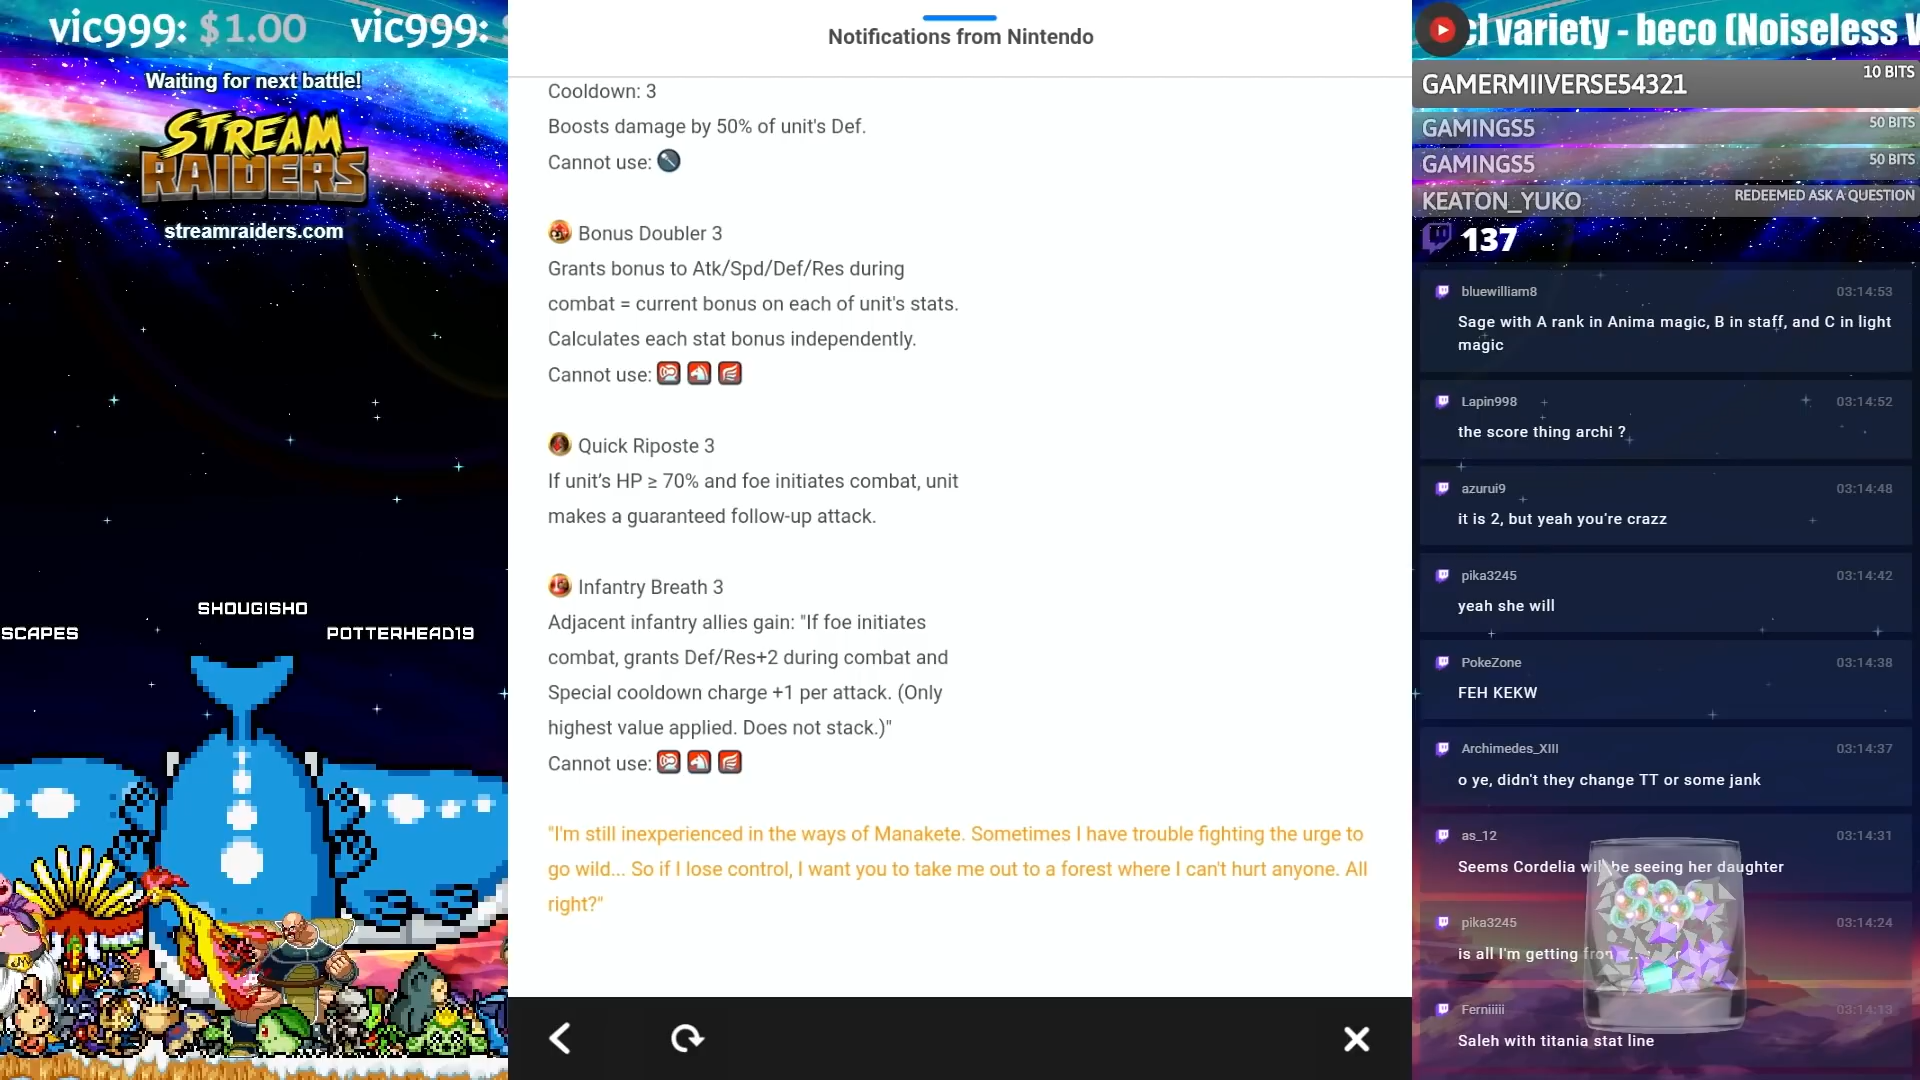 vic999: $1.00 vic999:
Waiting for next battle!
STREAM
RAIDERS
streamraiders.com
SCAPES
SHOUGISHO
POTTERHEAD19
Notifications from Nintendo
Cooldown: 3
Boosts damage by 50% of unit's Def.
Cannot use:
Bonus Doubler 3
Grants bonus to Atk/Spd/Def/Res during
combat = current bonus on each of unit's stats.
Calculates each stat bonus independently.
Cannot use:
Quick Riposte 3
If unit's HP ≥ 70% and foe initiates combat, unit
makes a guaranteed follow-up attack.
Infantry Breath 3
Adjacent infantry allies gain: "If foe initiates
combat, grants Def/Res+2 during combat and
Special cooldown charge +1 per attack. (Only
highest value applied. Does not stack.)"
Cannot use:
"I'm still inexperienced in the ways of Manakete. Sometimes I have trouble fighting the urge to
go wild... So if I lose control, I want you to take me out to a forest where I can't hurt anyone. All
right?"
variety - beco (Noiseless
GAMERMIIVERSE54321 10 BITS
GAMINGS5 50 BITS
GAMINGS5 50 BITS
KEATON_YUKO REDEEMED ASK A QUESTION
137
bluewilliam8 03:14:53
Sage with A rank in Anima magic, B in staff, and C in light
magic
Lapin998 03:14:52
the score thing archi ?
azurui9 03:14:48
it is 2, but yeah you're crazz
pika3245 03:14:42
yeah she will
PokeZone 03:14:38
FEH KEKW
Archimedes_XIII 03:14:37
o ye, didn't they change TT or some jank
as_12 03:14:31
Seems Cordelia will be seeing her daughter
pika3245 03:14:24
is all I'm getting
Ferniiiii 03:14:13
Saleh with titania stat line